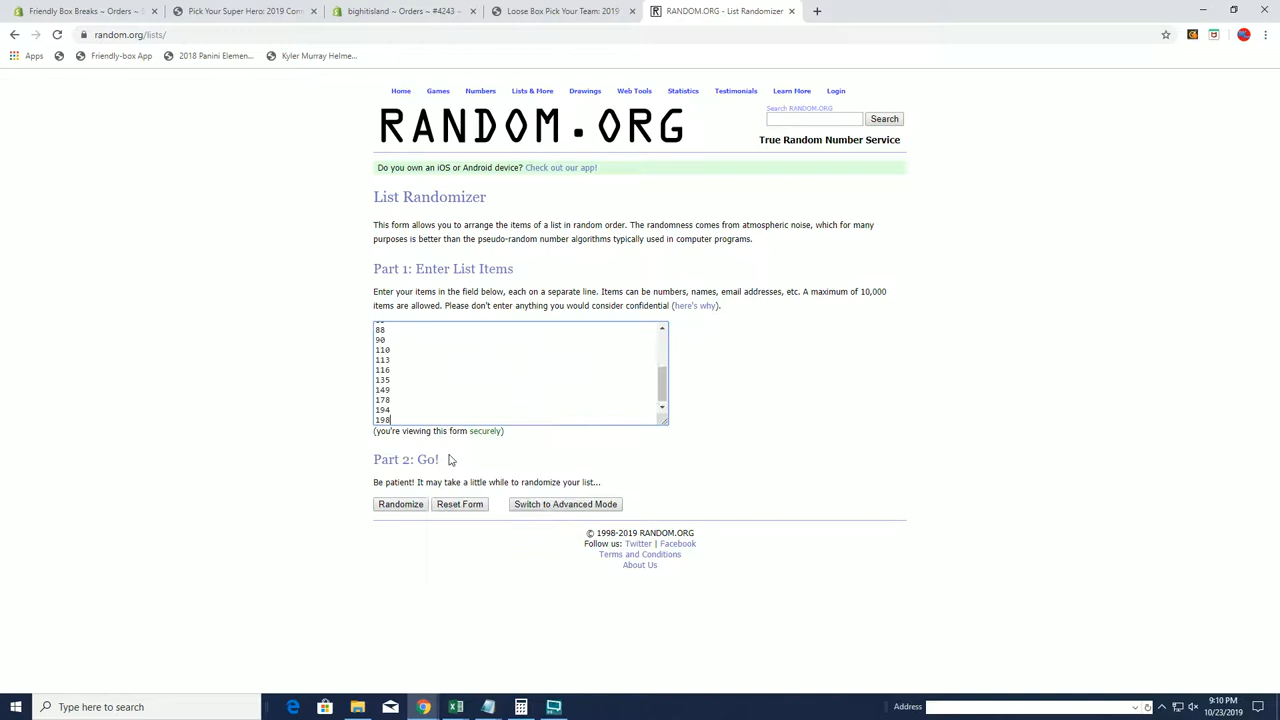 Friendly Box Breaks ~ Orders ~ S
Pick Your Super Hero: 2019 Com
bighitisland ~ Orders ~ #4243 ~
Loose Box Pick Your Team: 2019
RANDOM.ORG - List Randomizer
random.org/lists/
Apps
Friendly-box App
2018 Panini Elemen...
Kyler Murray Helme...
Home Games Numbers Lists & More Drawings Web Tools Statistics Testimonials Learn More Login
RANDOM.ORG
Search RANDOM.ORG
Search
True Random Number Service
Do you own an iOS or Android device? Check out our app!
List Randomizer
This form allows you to arrange the items of a list in random order. The randomness comes from atmospheric noise, which for many
purposes is better than the pseudo-random number algorithms typically used in computer programs.
Part 1: Enter List Items
Enter your items in the field below, each on a separate line. Items can be numbers, names, email addresses, etc. A maximum of 10,000
items are allowed. Please don't enter anything you would consider confidential (here's why).
88
90
110
113
116
135
149
178
194
198
(you're viewing this form securely)
Part 2: Go!
Be patient! It may take a little while to randomize your list...
Randomize Reset Form Switch to Advanced Mode
© 1998-2019 RANDOM.ORG
Follow us: Twitter | Facebook
Terms and Conditions
About Us
Type here to search
Address
9:10 PM
10/23/2019